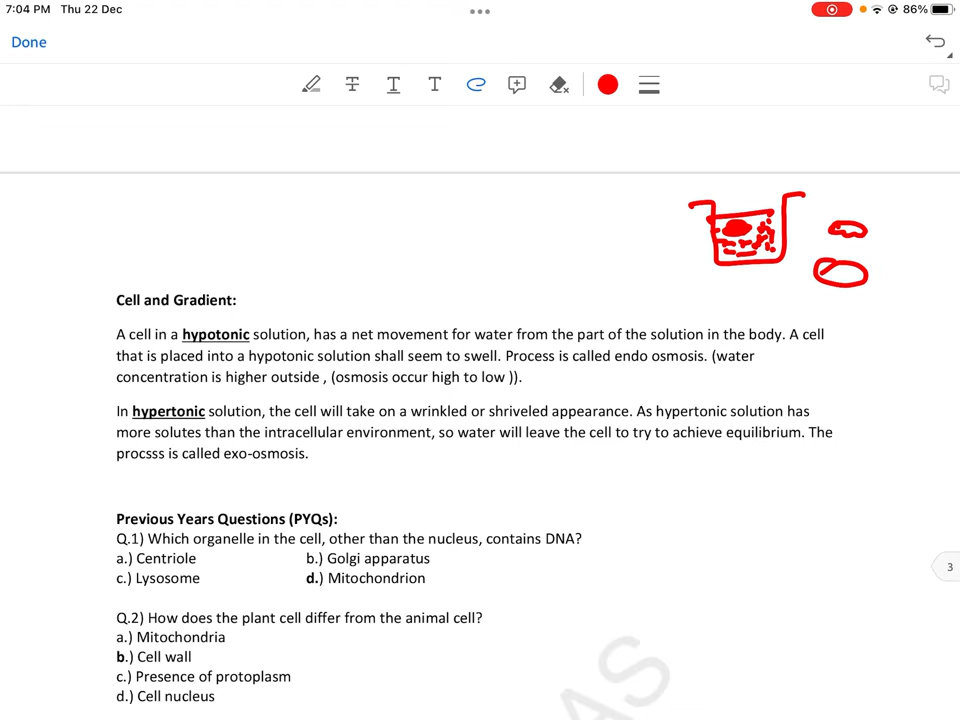 7:04 PM Thu 22 Dec
86%
Done
T T T
Cell and Gradient:
A cell in a hypotonic solution, has a net movement for water from the part of the solution in the body. A cell
that is placed into a hypotonic solution shall seem to swell. Process is called endo osmosis. (water
concentration is higher outside , (osmosis occur high to low )).
In hypertonic solution, the cell will take on a wrinkled or shriveled appearance. As hypertonic solution has
more solutes than the intracellular environment, so water will leave the cell to try to achieve equilibrium. The
procsss is called exo-osmosis.
Previous Years Questions (PYQs):
Q.1) Which organelle in the cell, other than the nucleus, contains DNA?
a.) Centriole b.) Golgi apparatus
c.) Lysosome d.) Mitochondrion
3
Q.2) How does the plant cell differ from the animal cell?
a.) Mitochondria
b.) Cell wall
c.) Presence of protoplasm
d.) Cell nucleus
AS